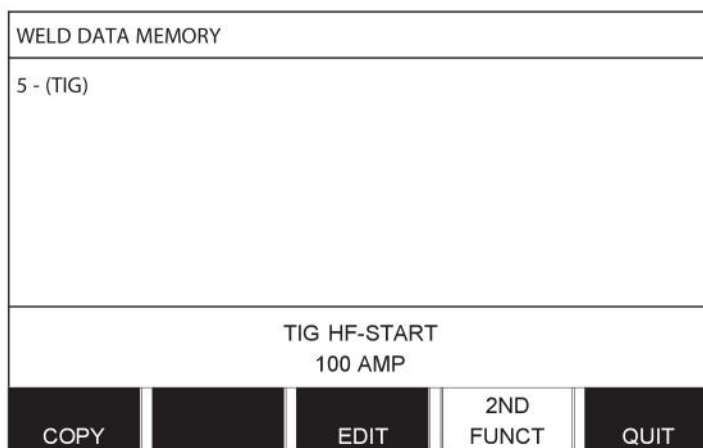 WELD DATA MEMORY
5 - (TIG)
TIG HF-START
100 AMP
COPY
EDIT
2ND
FUNCT
QUIT